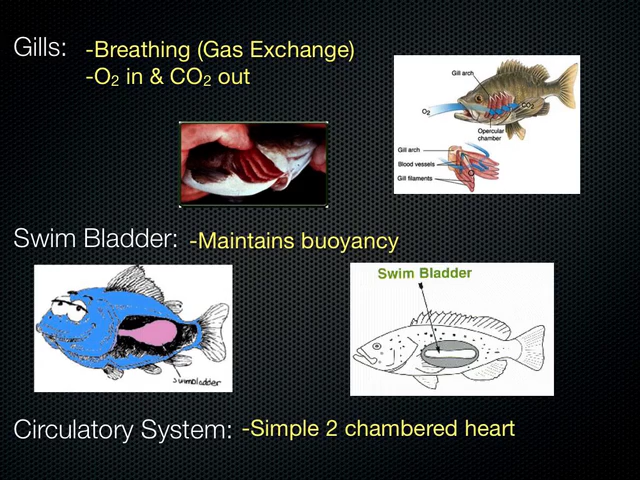 Gills: -Breathing (Gas Exchange)
-O₂ in & CO₂ out
Gill arch
O₂
CO₂
Opercular
chamber
Gill arch
Blood vessels
Gill filaments
Swim Bladder: -Maintains buoyancy
Swim Bladder
swimbladder
Circulatory System: -Simple 2 chambered heart